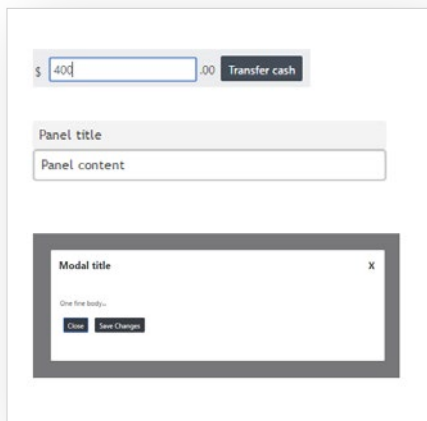 $ 400 .00 Transfer cash
Panel title
Panel content
Modal title X
One fine body...
Close Save Changes